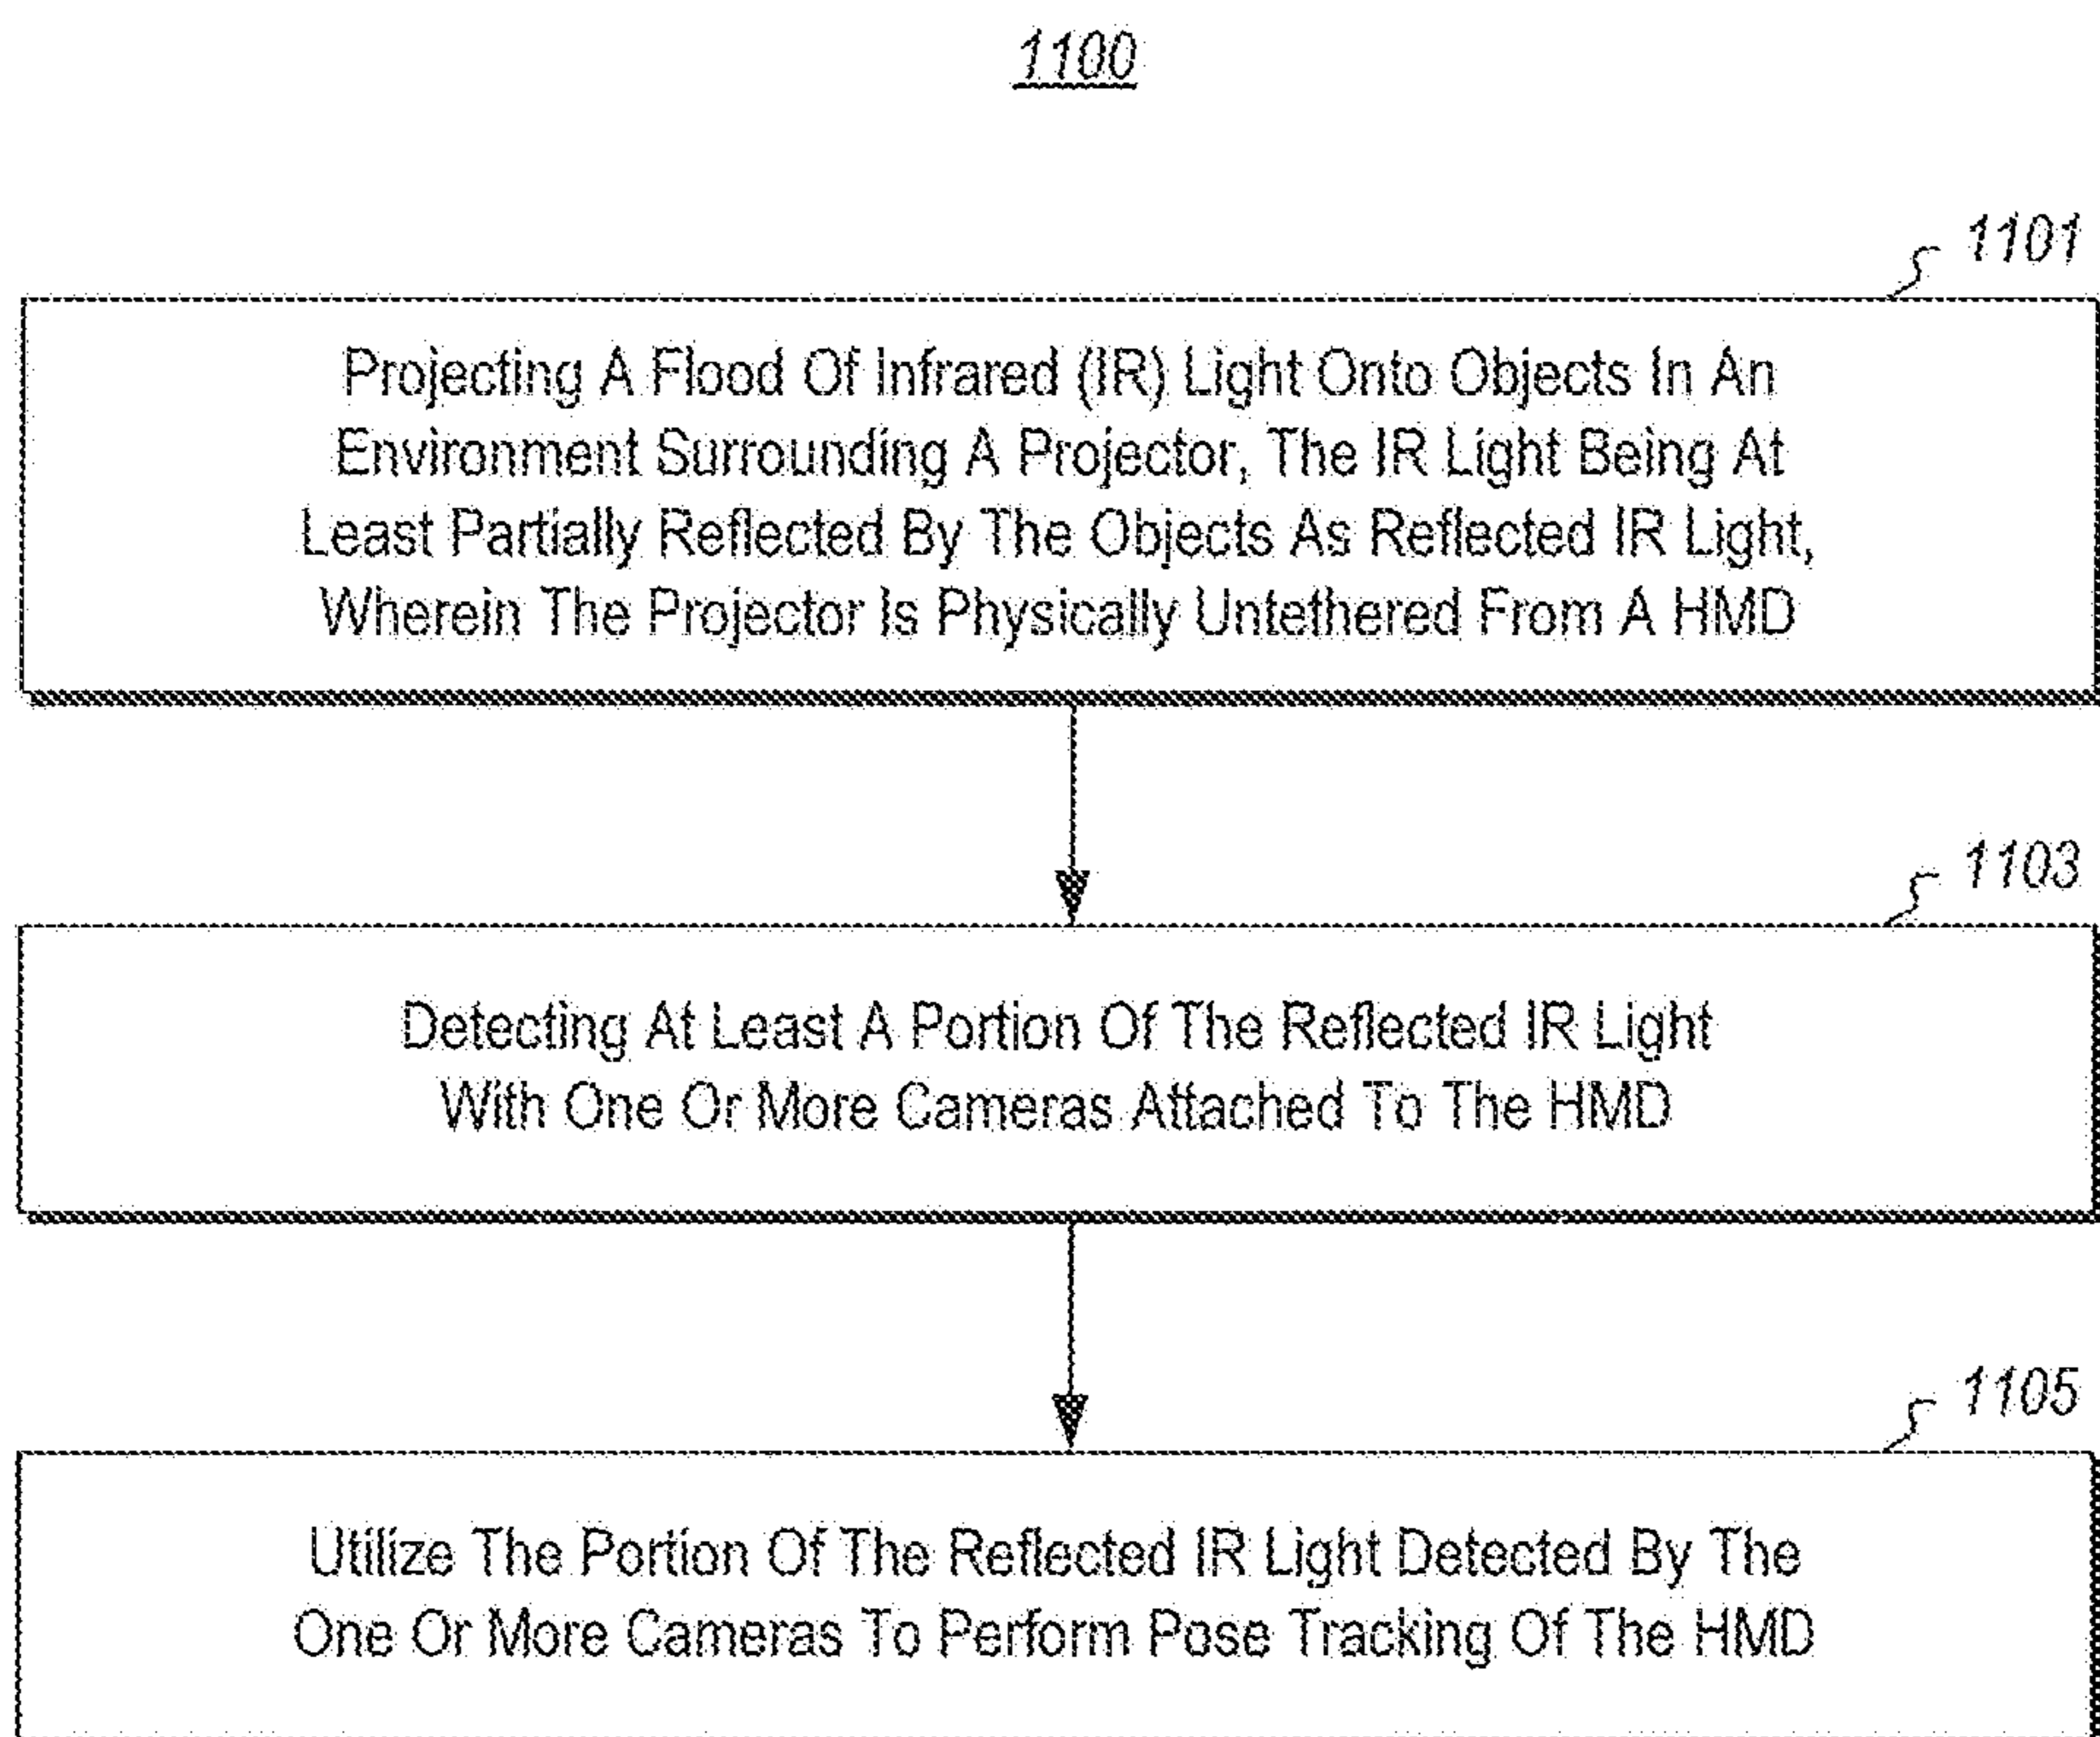 1100
1101
Projecting A Flood Of Infrared (IR) Light Onto Objects In An
Environment Surrounding A Projector, The IR Light Being At
Least Partially Reflected By The Objects As Reflected IR Light,
Wherein The Projector Is Physically Untethered From A HMD
1103
Detecting At Least A Portion Of The Reflected IR Light
With One Or More Cameras Attached To The HMD
1105
Utilize The Portion Of The Reflected IR Light Detected By The
One Or More Cameras To Perform Pose Tracking Of The HMD